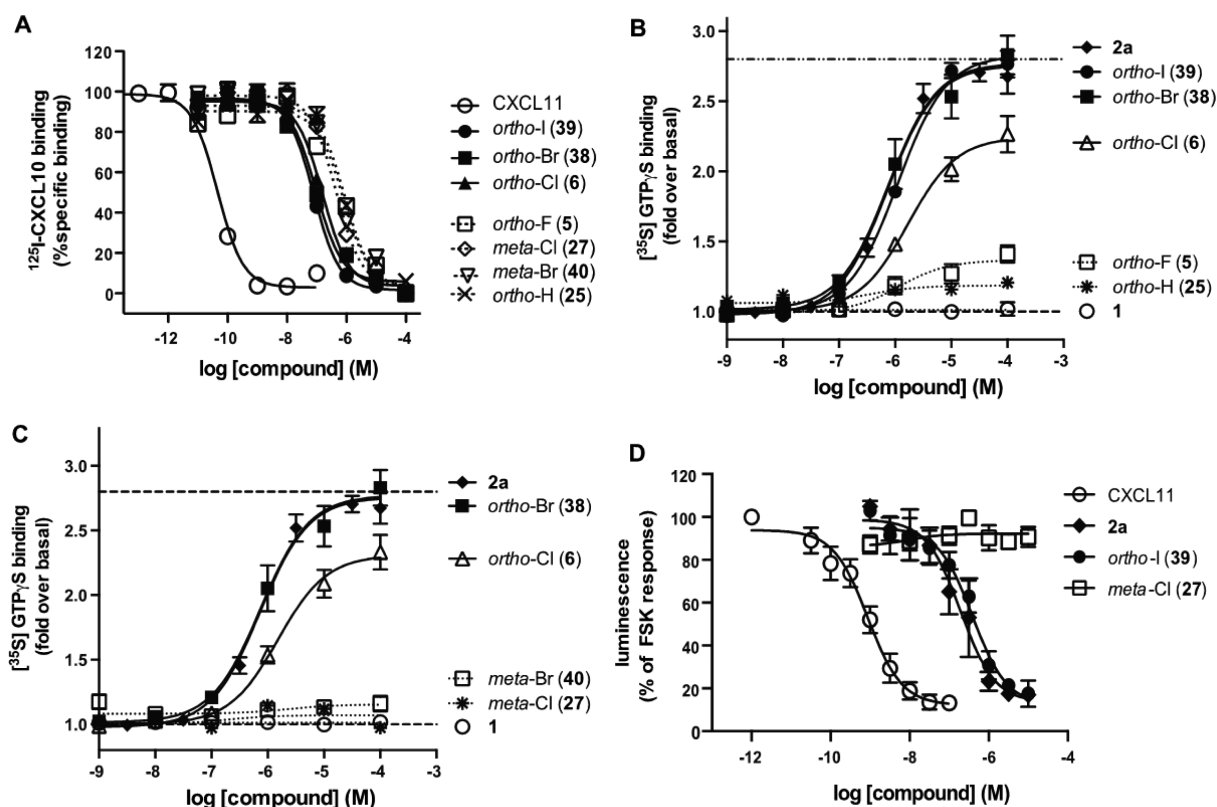 A
¹²⁵I-CXCL10 binding
(%specific binding)
120
100
80
60
40
20
0
-12
-10
-8
-6
-4
log [compound] (M)
CXCL11
ortho-I (39)
ortho-Br (38)
ortho-Cl (6)
ortho-F (5)
meta-Cl (27)
meta-Br (40)
ortho-H (25)
B
[³⁵S] GTPγS binding
(fold over basal)
3.0
2.5
2.0
1.5
1.0
-9
-8
-7
-6
-5
-4
-3
log [compound] (M)
2a
ortho-I (39)
ortho-Br (38)
ortho-Cl (6)
ortho-F (5)
ortho-H (25)
1
C
[³⁵S] GTPγS binding
(fold over basal)
3.0
2.5
2.0
1.5
1.0
-9
-8
-7
-6
-5
-4
-3
log [compound] (M)
2a
ortho-Br (38)
ortho-Cl (6)
meta-Br (40)
meta-Cl (27)
1
D
luminescence
(% of FSK response)
120
100
80
60
40
20
0
-12
-10
-8
-6
-4
log [compound] (M)
CXCL11
2a
ortho-I (39)
meta-Cl (27)